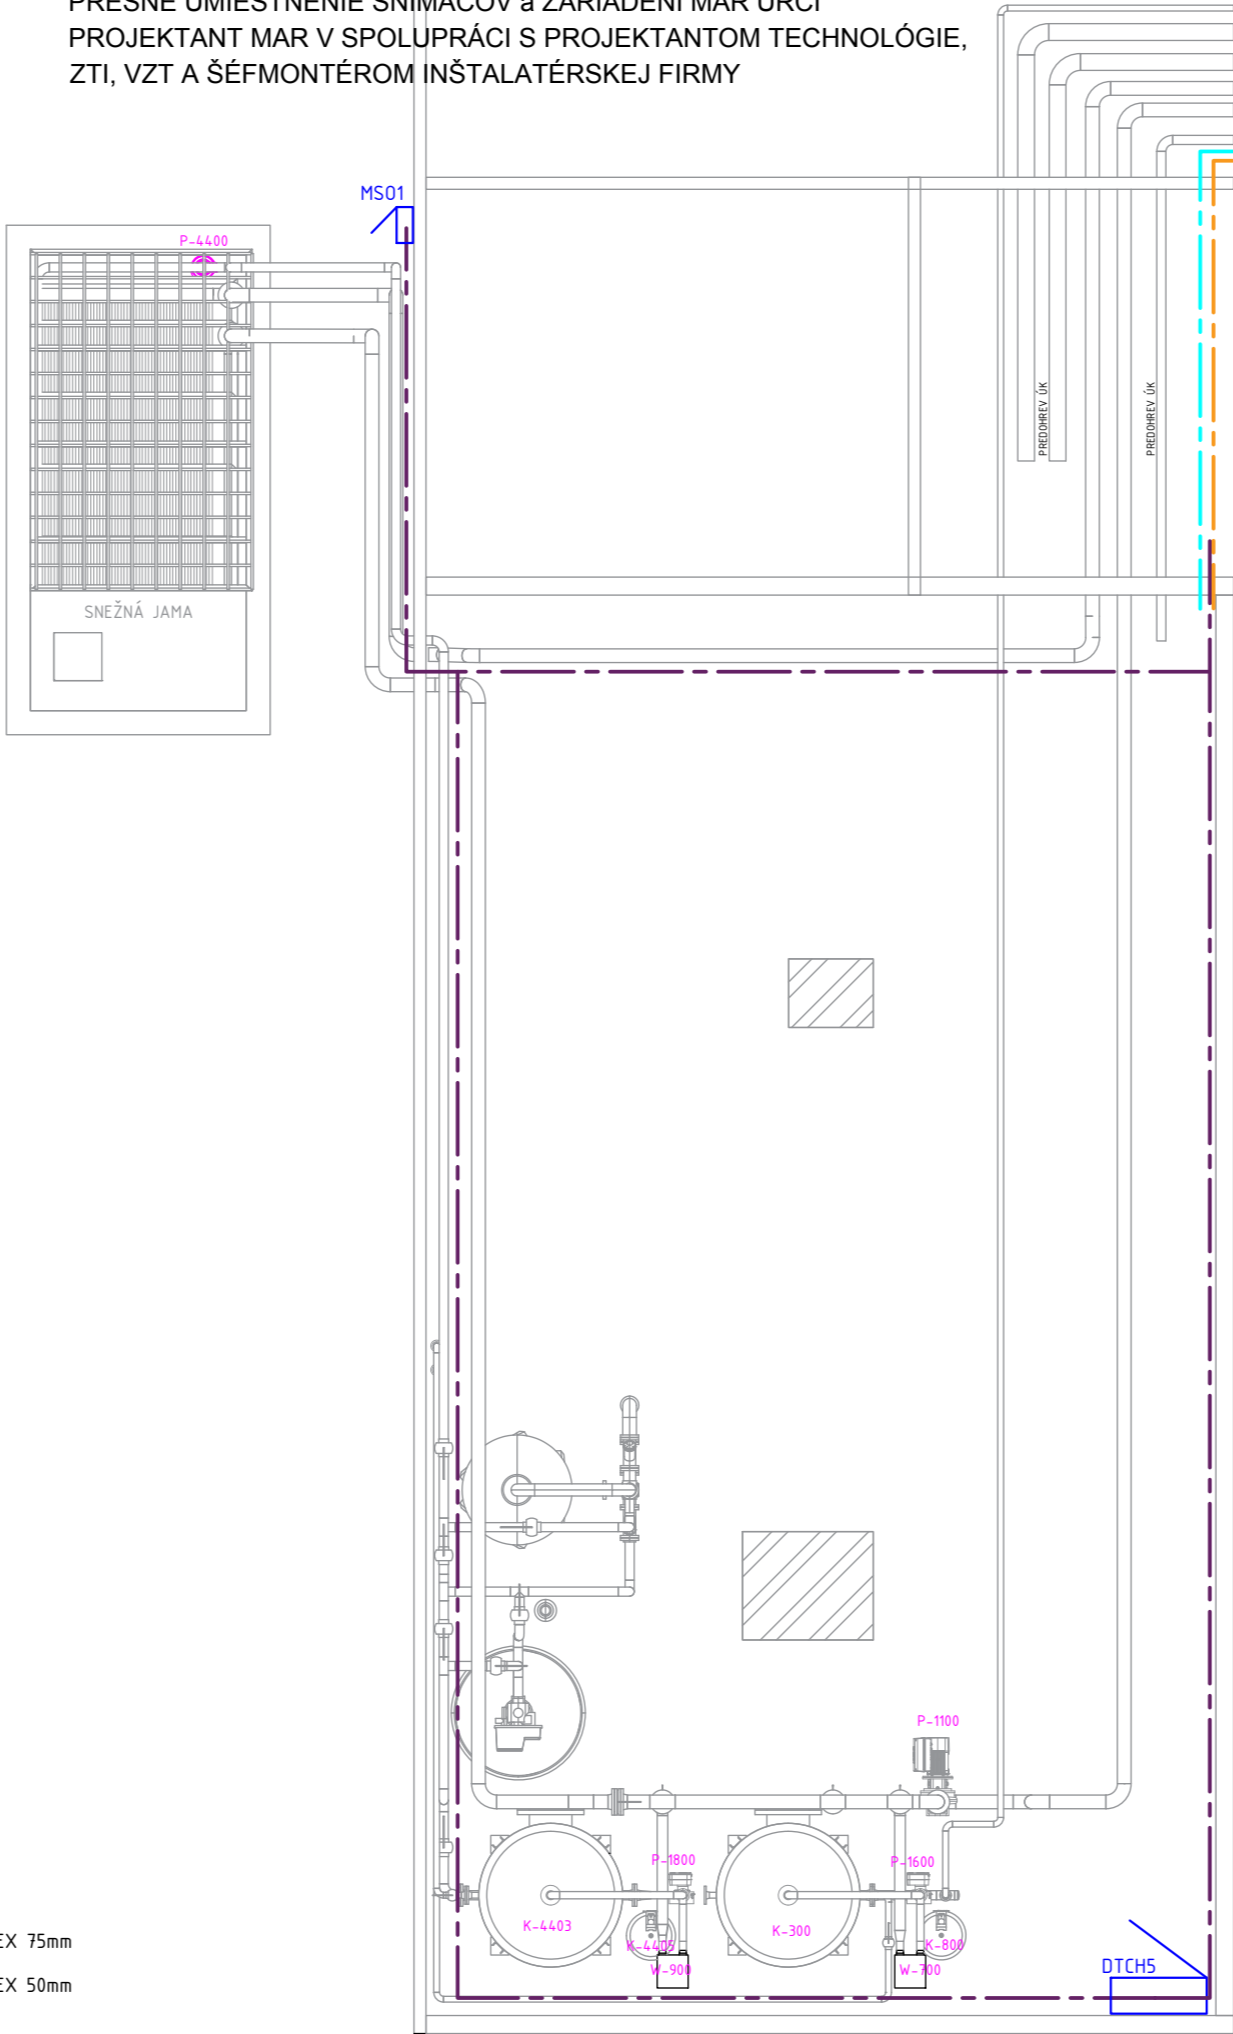 PRESNÉ UMIESTNENIE SNÍMAČOV a ZARIADENÍ MAR URČÍ
PROJEKTANT MAR V SPOLUPRÁCI S PROJEKTANTOM TECHNOLÓGIE,
ZTI, VZT A ŠÉFMONTÉROM INŠTALATÉRSKEJ FIRMY
MS01
P-4400
PREDOHREV ÚK
PREDOHREV ÚK
SNEŽNÁ JAMA
P-1100
P-1800
P-1600
K-4403
K-300
K-4405
K-800
W-900
W-700
DTCH5
EX 75mm
EX 50mm